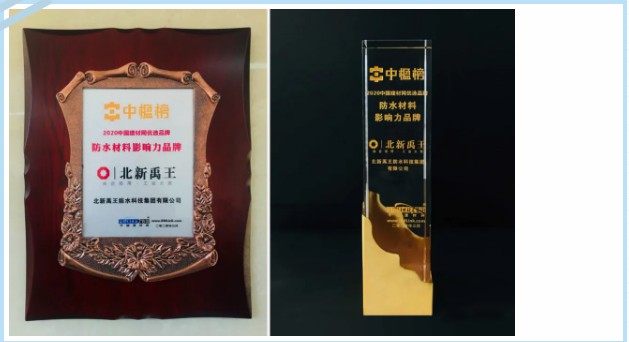 中楹榜
2020中国建材网优选品牌
防水材料影响力品牌
北新禹王
北新禹王防水科技集团有限公司
中楹榜
2020中国建材网优选品牌
防水材料
影响力品牌
北新禹王
北新禹王防水科技集团
有限公司